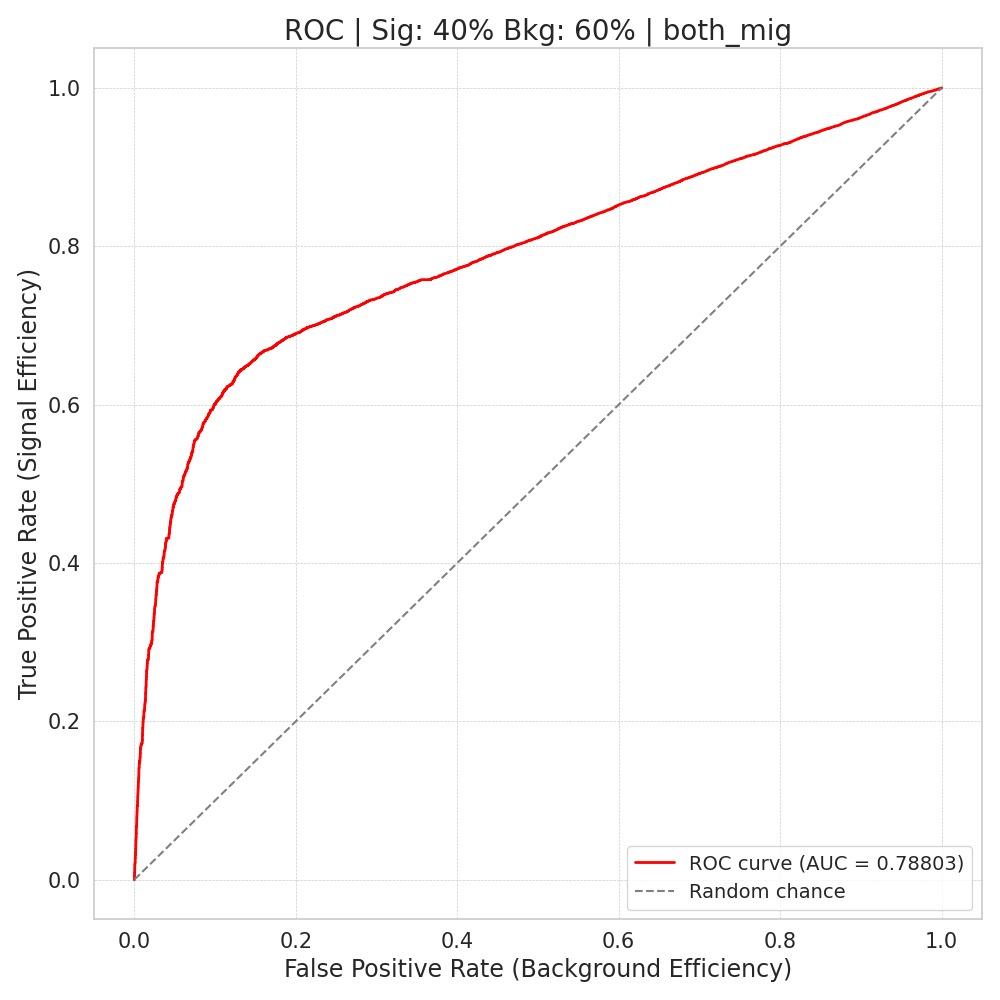 ROC | Sig: 40% Bkg: 60% | both_mig
True Positive Rate (Signal Efficiency)
1.0
0.8
0.6
0.4
0.2
0.0
ROC curve (AUC = 0.78803)
Random chance
0.0 0.2 0.4 0.6 0.8 1.0
False Positive Rate (Background Efficiency)